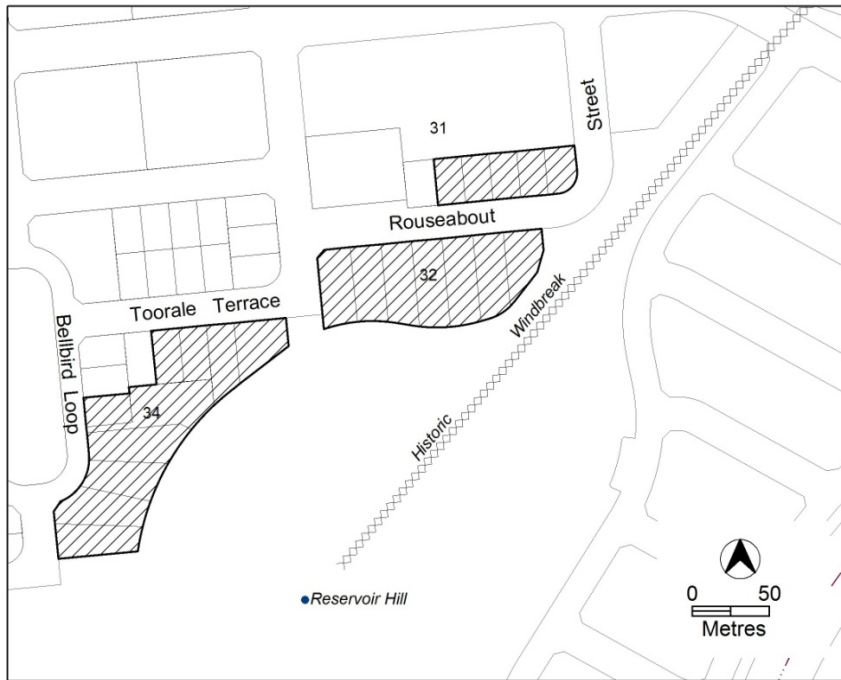 31
Street
Rouseabout
32
Toorale Terrace
Windbreak
Bellbird Loop
34
Historic
Reservoir Hill
0 50
Metres